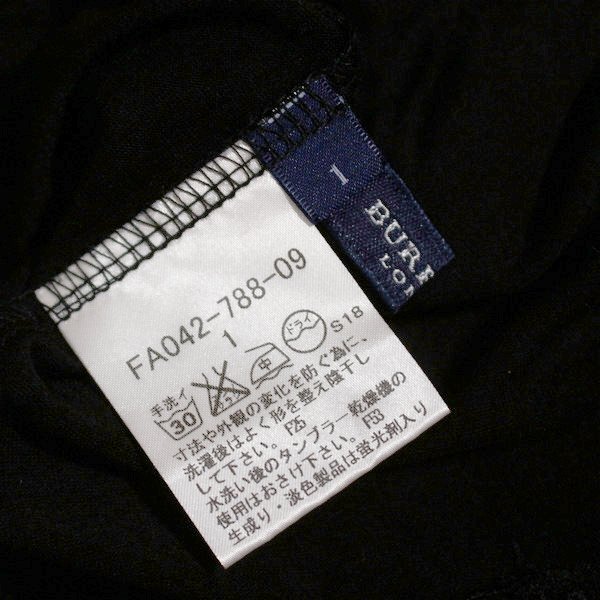 1
BUR
LO
FA042-788-09
1
手洗イ 30 中 ドライ S18
寸法や外観の変化を防ぐ為に、
洗濯後はよく形を整え陰干し
して下さい。 F25
水洗い後のタンブラー乾燥機の
使用はおさけ下さい。 F53
生成り・淡色製品は蛍光剤入り